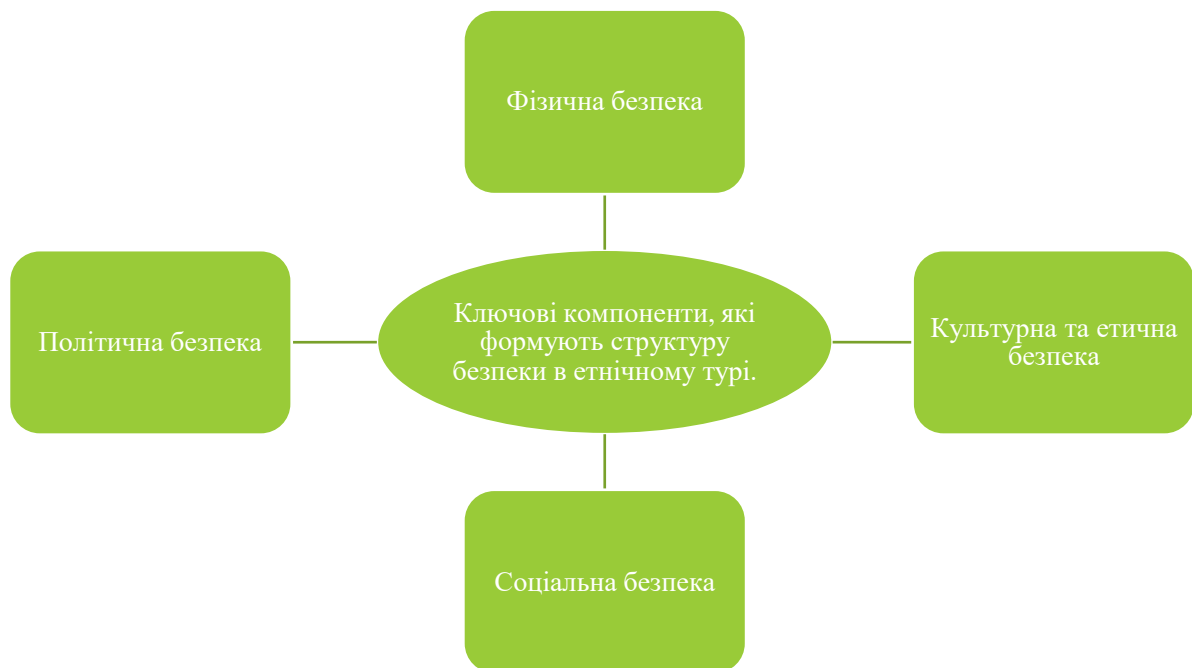 Фізична безпека
Політична безпека
Ключові компоненти, які
формують структуру
безпеки в етнічному турі.
Культурна та етична
безпека
Соціальна безпека